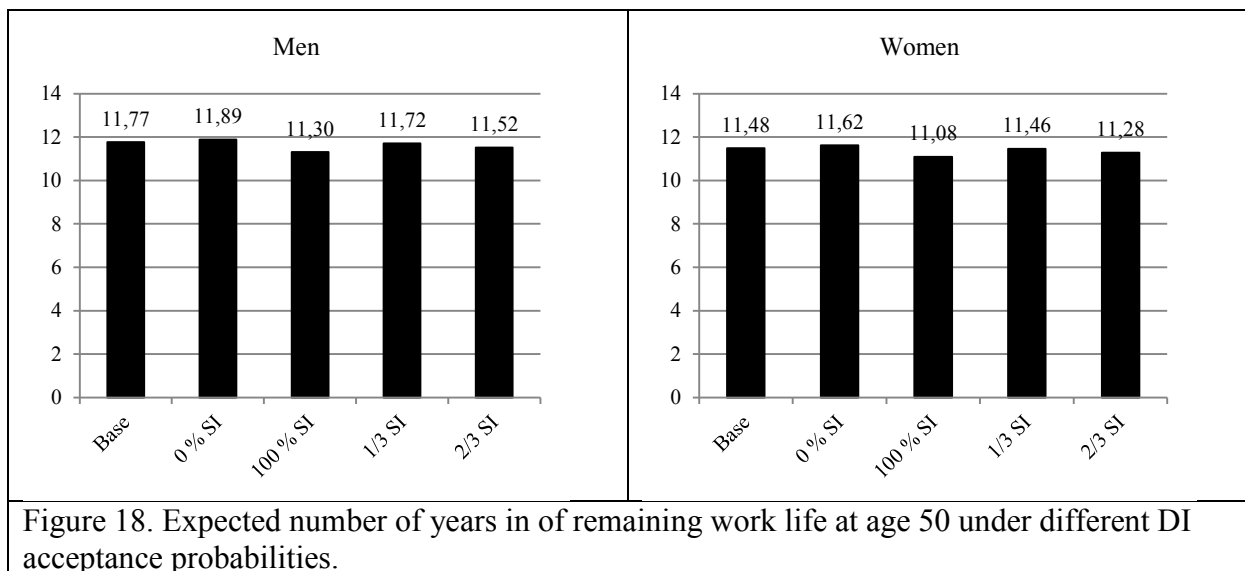 Men
14
12
10
8
6
4
2
0
11,77
11,89
11,30
11,72
11,52
Base
0 % SI
100 % SI
1/3 SI
2/3 SI
Women
14
12
10
8
6
4
2
0
11,48
11,62
11,08
11,46
11,28
Base
0 % SI
100 % SI
1/3 SI
2/3 SI
Figure 18. Expected number of years in of remaining work life at age 50 under different DI
acceptance probabilities.